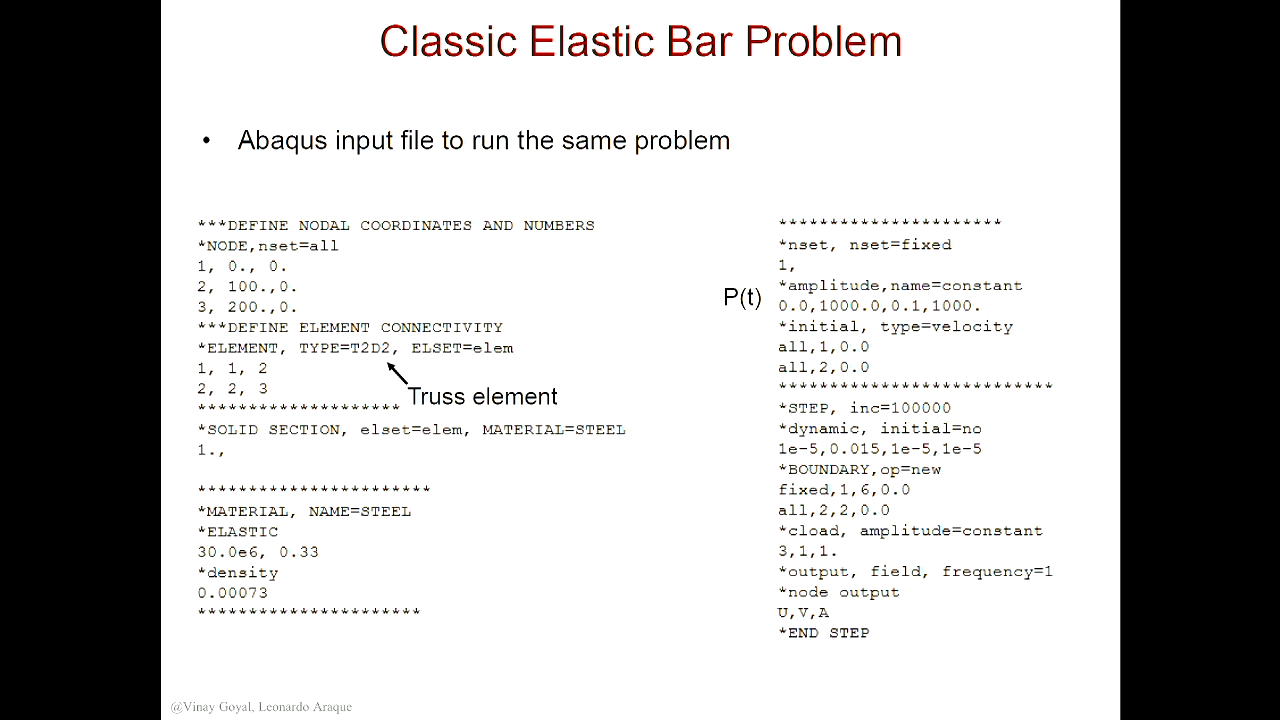 Classic Elastic Bar Problem
• Abaqus input file to run the same problem
***DEFINE NODAL COORDINATES AND NUMBERS
*NODE,nset=all
1, 0., 0.
2, 100.,0.
3, 200.,0.
***DEFINE ELEMENT CONNECTIVITY
*ELEMENT, TYPE=T2D2, ELSET=elem
1, 1, 2
2, 2, 3
Truss element
********************
*SOLID SECTION, elset=elem, MATERIAL=STEEL
1.,
***********************
*MATERIAL, NAME=STEEL
*ELASTIC
30.0e6, 0.33
*density
0.00073
**********************
**********************
*nset, nset=fixed
1,
*amplitude,name=constant
P(t)
0.0,1000.0,0.1,1000.
*initial, type=velocity
all,1,0.0
all,2,0.0
***************************
*STEP, inc=100000
*dynamic, initial=no
1e-5,0.015,1e-5,1e-5
*BOUNDARY,op=new
fixed,1,6,0.0
all,2,2,0.0
*cload, amplitude=constant
3,1,1.
*output, field, frequency=1
*node output
U,V,A
*END STEP
@Vinay Goyal, Leonardo Araque